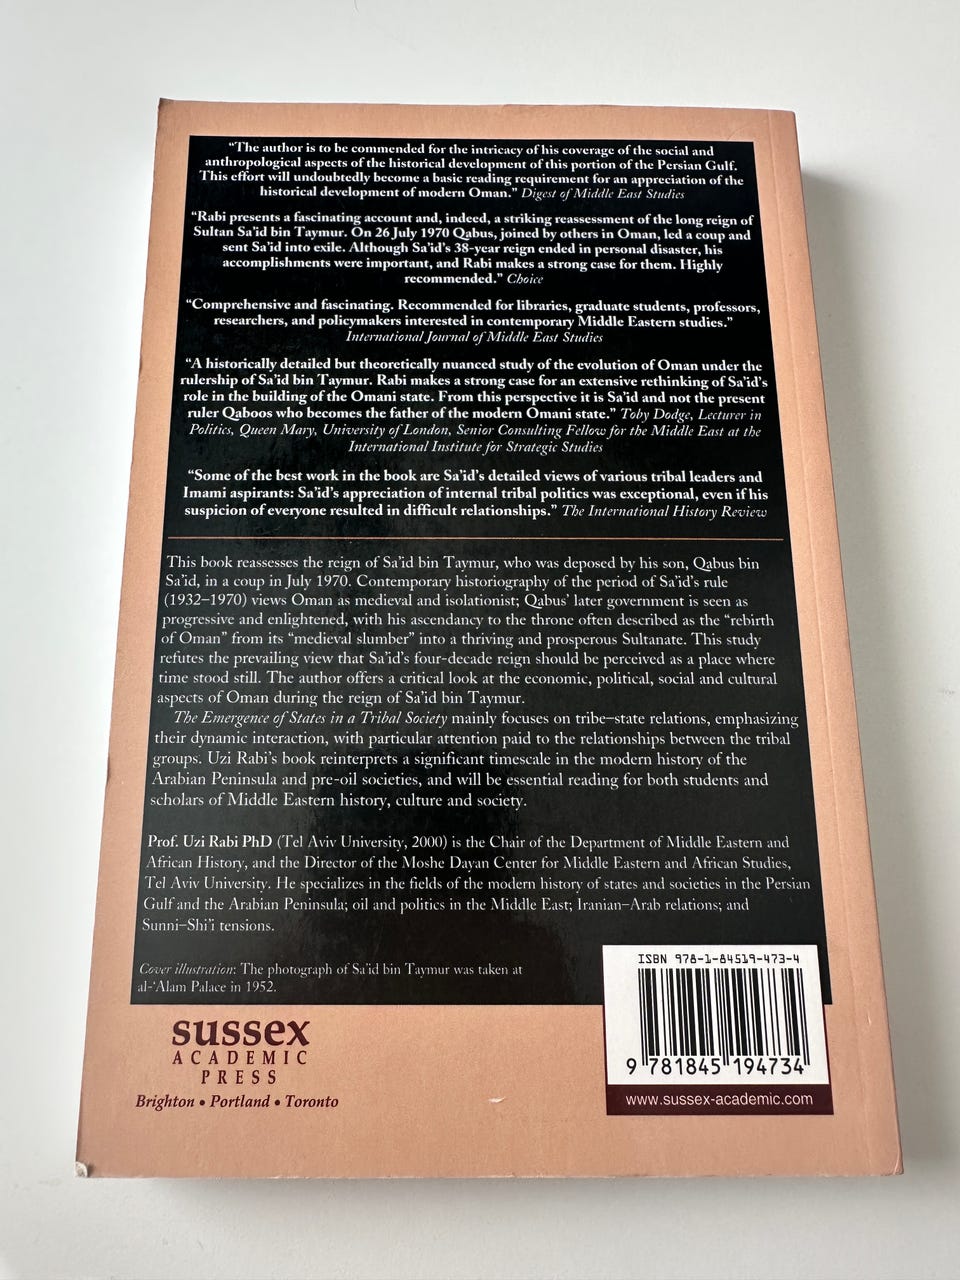 “The author is to be commended for the intricacy of his coverage of the social and
anthropological aspects of the historical development of this portion of the Persian Gulf.
This effort will undoubtedly become a basic reading requirement for an appreciation of the
historical development of modern Oman.” Digest of Middle East Studies
“Rabi presents a fascinating account and, indeed, a striking reassessment of the long reign of
Sultan Sa’id bin Taymur. On 26 July 1970 Qabus, joined by others in Oman, led a coup and
sent Sa’id into exile. Although Sa’id’s 38-year reign ended in personal disaster, his
accomplishments were important, and Rabi makes a strong case for them. Highly
recommended.” Choice
“Comprehensive and fascinating. Recommended for libraries, graduate students, professors,
researchers, and policymakers interested in contemporary Middle Eastern studies.”
International Journal of Middle East Studies
“A historically detailed but theoretically nuanced study of the evolution of Oman under the
rulership of Sa’id bin Taymur. Rabi makes a strong case for an extensive rethinking of Sa’id’s
role in the building of the Omani state. From this perspective it is Sa’id and not the present
ruler Qaboos who becomes the father of the modern Omani state.” Toby Dodge, Lecturer in
Politics, Queen Mary, University of London, Senior Consulting Fellow for the Middle East at the
International Institute for Strategic Studies
“Some of the best work in the book are Sa’id’s detailed views of various tribal leaders and
Imami aspirants: Sa’id’s appreciation of internal tribal politics was exceptional, even if his
suspicion of everyone resulted in difficult relationships.” The International History Review
This book reassesses the reign of Sa’id bin Taymur, who was deposed by his son, Qabus bin
Sa’id, in a coup in July 1970. Contemporary historiography of the period of Sa’id’s rule
(1932–1970) views Oman as medieval and isolationist; Qabus’ later government is seen as
progressive and enlightened, with his ascendancy to the throne often described as the “rebirth
of Oman” from its “medieval slumber” into a thriving and prosperous Sultanate. This study
refutes the prevailing view that Sa’id’s four-decade reign should be perceived as a place where
time stood still. The author offers a critical look at the economic, political, social and cultural
aspects of Oman during the reign of Sa’id bin Taymur.
The Emergence of States in a Tribal Society mainly focuses on tribe–state relations, emphasizing
their dynamic interaction, with particular attention paid to the relationships between the tribal
groups. Uzi Rabi’s book reinterprets a significant timescale in the modern history of the
Arabian Peninsula and pre-oil societies, and will be essential reading for both students and
scholars of Middle Eastern history, culture and society.
Prof. Uzi Rabi PhD (Tel Aviv University, 2000) is the Chair of the Department of Middle Eastern and
African History, and the Director of the Moshe Dayan Center for Middle Eastern and African Studies,
Tel Aviv University. He specializes in the fields of the modern history of states and societies in the Persian
Gulf and the Arabian Peninsula; oil and politics in the Middle East; Iranian–Arab relations; and
Sunni–Shi‘i tensions.
Cover illustration: The photograph of Sa’id bin Taymur was taken at
al-‘Alam Palace in 1952.
ISBN 978-1-84519-473-4
9 781845 194734
www.sussex-academic.com
sussex
ACADEMIC
PRESS
Brighton • Portland • Toronto